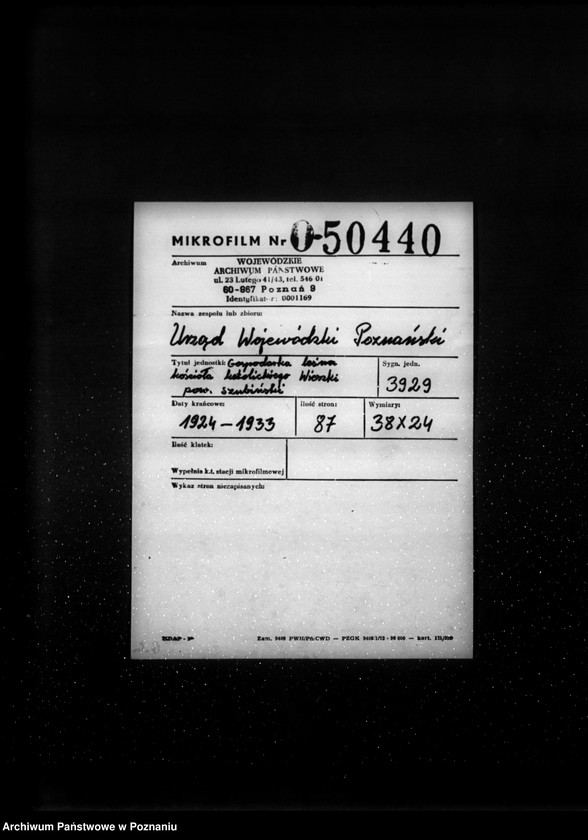 MIKROFILM Nr O-50440
Archiwum WOJEWÓDZKIE
ARCHIWUM PAŃSTWOWE
ul. 23 Lutego 41/43, tel. 546 01
60-967 Poznań 9
Identyfikator: 0001169
Nazwa zespołu lub zbioru:
Urząd Wojewódzki Poznański
Tytuł jednostki: Gospodarka leśna
kościoła katolickiego
pow. szubiński
Sygn. jedn.
3929
Daty krańcowe:
1924-1933
Ilość stron:
87
Wymiary:
38X24
Ilość klatek:
Wypełnia k.t. stacji mikrofilmowej
Wykaz stron niezapisanych:
Archiwum Państwowe w Poznaniu